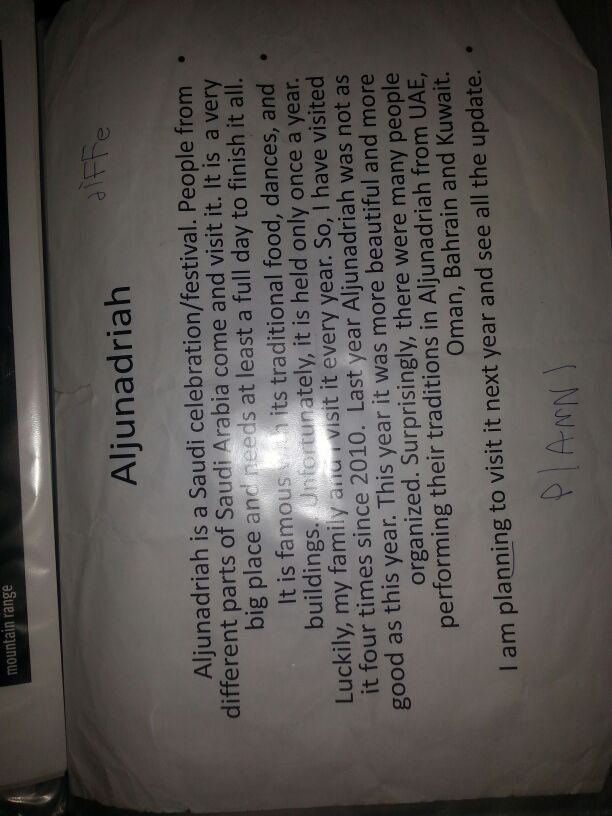 mountain range
diffe
Aljunadriah
Aljunadriah is a Saudi celebration/festival. People from •
different parts of Saudi Arabia come and visit it. It is a very
big place and needs at least a full day to finish it all.
It is famous with its traditional food, dances, and •
buildings. Unfortunately, it is held only once a year.
Luckily, my family and I visit it every year. So, I have visited
it four times since 2010. Last year Aljunadriah was not as
good as this year. This year it was more beautiful and more
organized. Surprisingly, there were many people
performing their traditions in Aljunadriah from UAE,
Oman, Bahrain and Kuwait.
I am planning to visit it next year and see all the update. •
PlANN